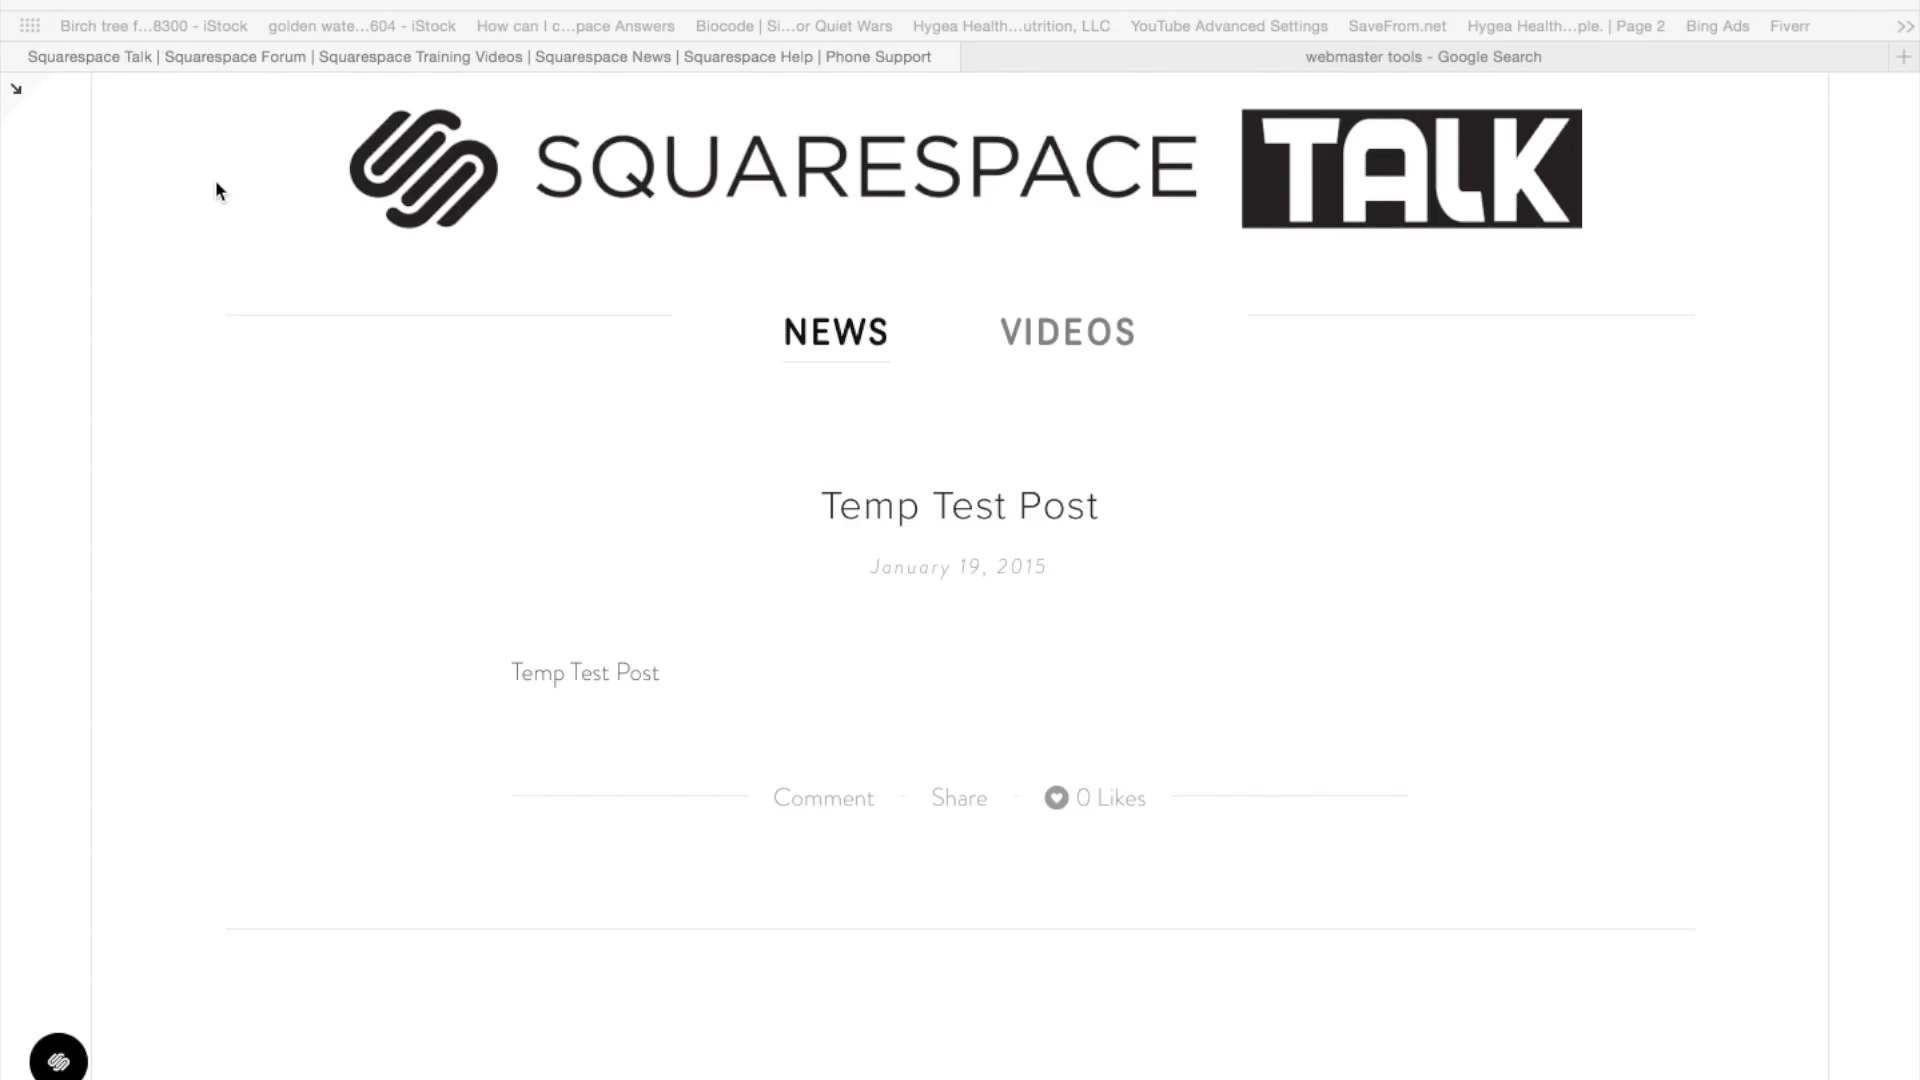 Birch tree f...8300 - iStock golden wate...604 - iStock How can I c...pace Answers Biocode | Si...or Quiet Wars Hygea Health...utrition, LLC YouTube Advanced Settings SaveFrom.net Hygea Health...ple. | Page 2 Bing Ads Fiverr
Squarespace Talk | Squarespace Forum | Squarespace Training Videos | Squarespace News | Squarespace Help | Phone Support webmaster tools - Google Search
SQUARESPACE TALK
NEWS VIDEOS
Temp Test Post
January 19, 2015
Temp Test Post
Comment - Share - 0 Likes